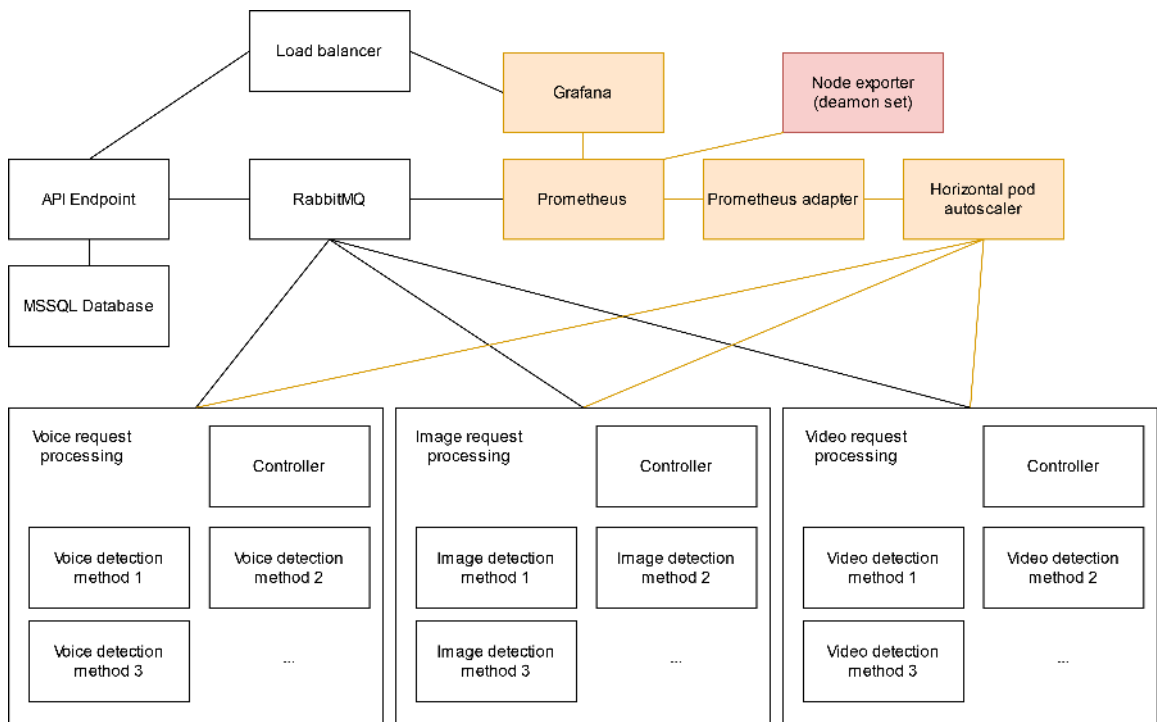 Load balancer
Grafana
Node exporter
(deamon set)
API Endpoint
RabbitMQ
Prometheus
Prometheus adapter
Horizontal pod
autoscaler
MSSQL Database
Voice request
processing
Controller
Voice detection
method 1
Voice detection
method 2
Voice detection
method 3
...
Image request
processing
Controller
Image detection
method 1
Image detection
method 2
Image detection
method 3
...
Video request
processing
Controller
Video detection
method 1
Video detection
method 2
Video detection
method 3
...